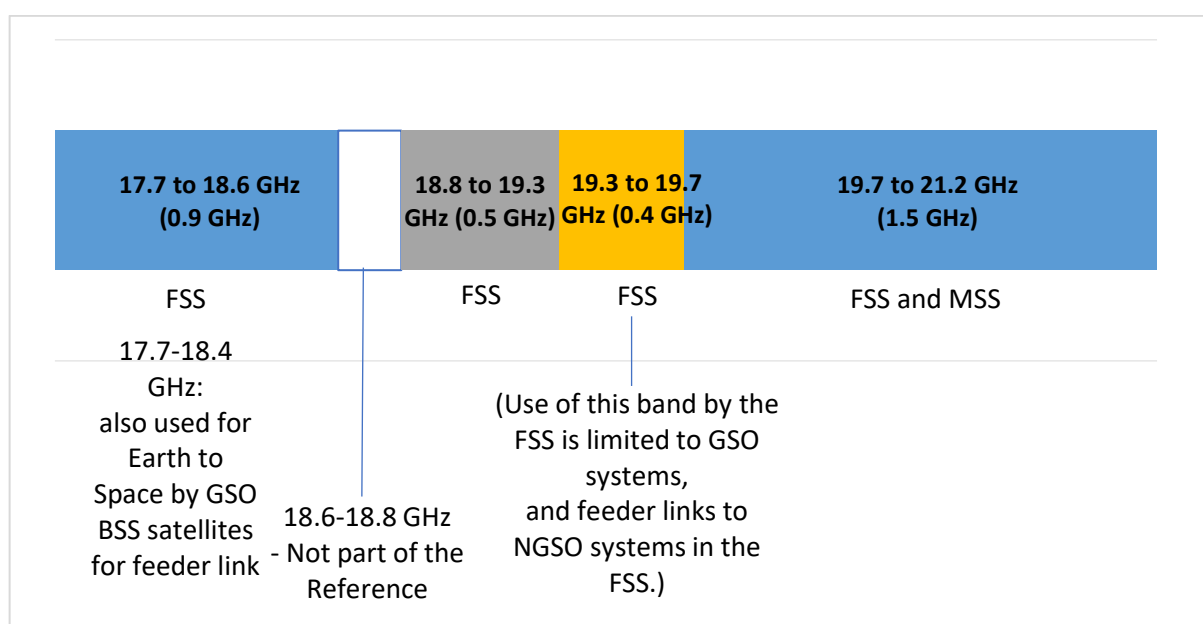 17.7 to 18.6 GHz
(0.9 GHz)
18.8 to 19.3
GHz (0.5 GHz)
19.3 to 19.7
GHz (0.4 GHz)
19.7 to 21.2 GHz
(1.5 GHz)
FSS
FSS
FSS
FSS and MSS
17.7-18.4
GHz:
also used for
Earth to
Space by GSO
BSS satellites
for feeder link
18.6-18.8 GHz
- Not part of the
Reference
(Use of this band by the
FSS is limited to GSO
systems,
and feeder links to
NGSO systems in the
FSS.)